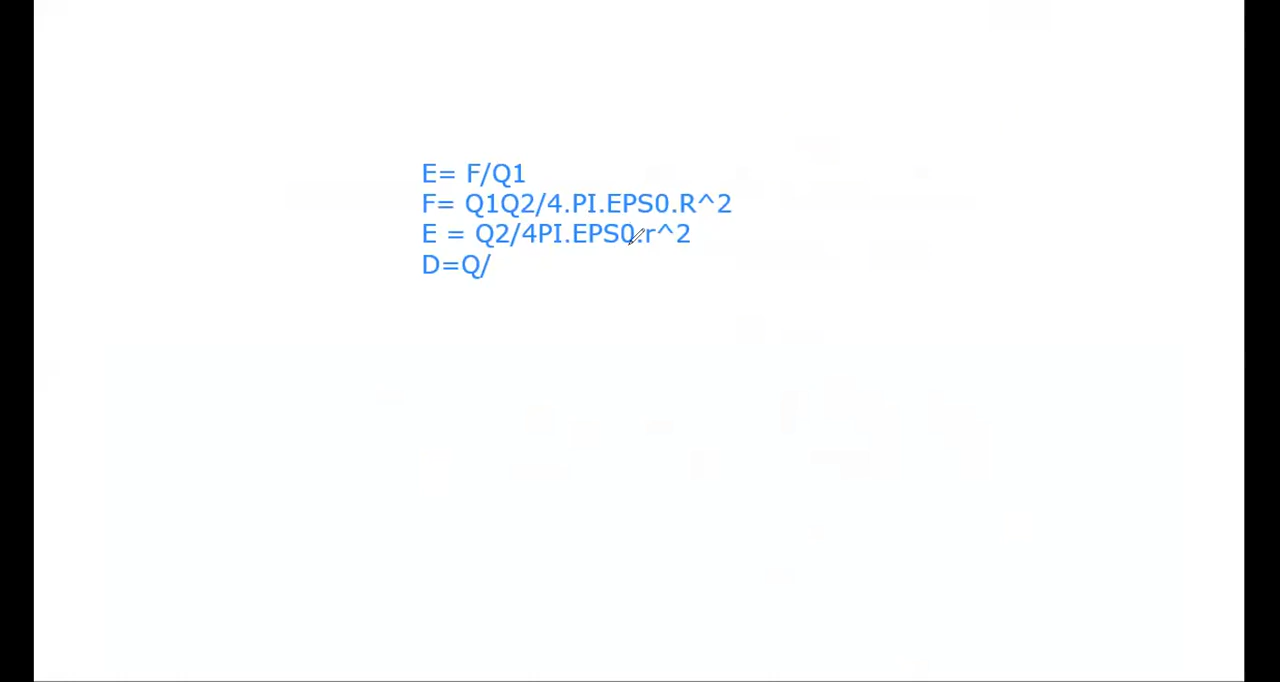 E= F/Q1
F= Q1Q2/4.PI.EPS0.R^2
E = Q2/4PI.EPS0.r^2
D=Q/